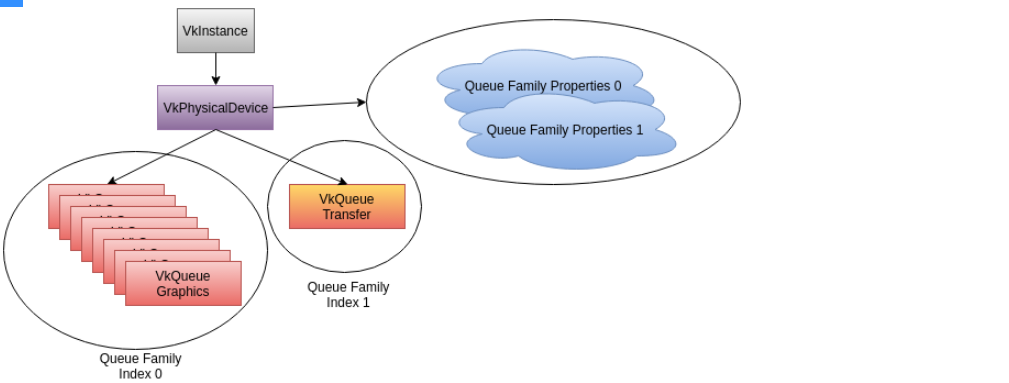 VkInstance
VkPhysicalDevice
Queue Family Properties 0
Queue Family Properties 1
VkQueue
Transfer
VkQueue
Graphics
Queue Family
Index 1
Queue Family
Index 0